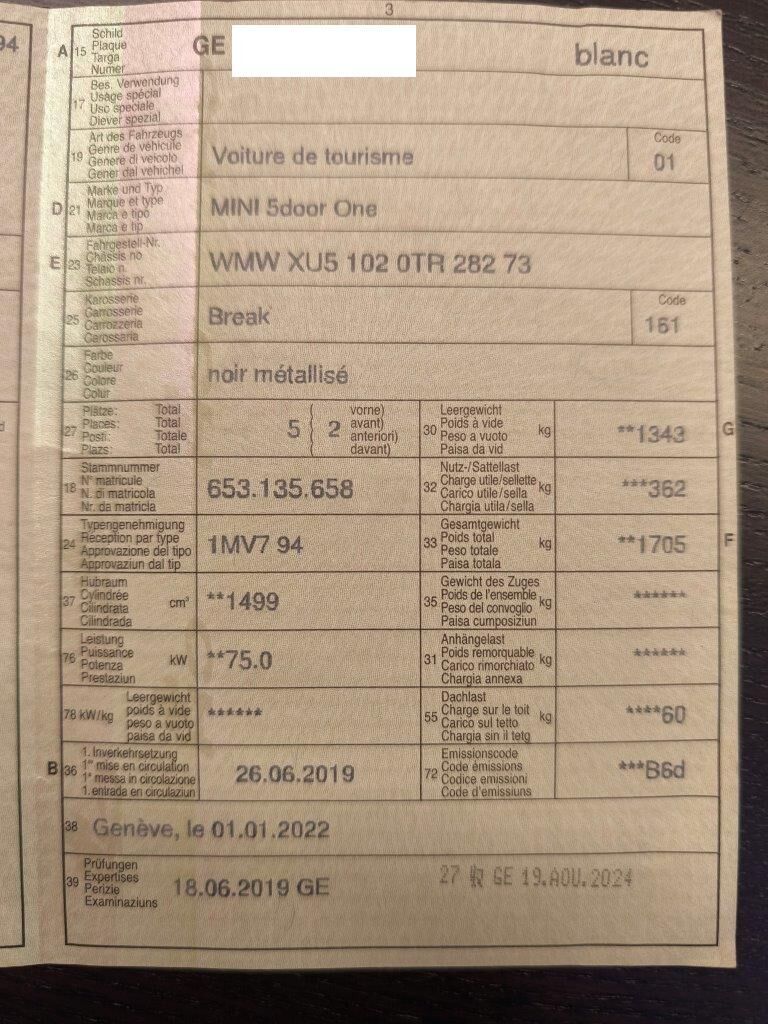 94
3
A 15 Schild
Plaque
Targa
Numer
GE
blanc
17 Bes. Verwendung
Usage spécial
Uso speciale
Diever spezial
19 Art des Fahrzeugs
Genre de véhicule
Genere di veicolo
Gener dal vehichel
Voiture de tourisme
Code
01
D 21 Marke und Typ
Marque et type
Marca e tipo
Marca e tip
MINI 5door One
E 23 Fahrgestell-Nr.
Châssis no
Telaio n.
Schassis nr.
WMW XU5 102 0TR 282 73
25 Karosserie
Carrosserie
Carrozzeria
Carossaria
Break
Code
161
26 Farbe
Couleur
Colore
Colur
noir métallisé
27 Plätze: Total
Places: Total
Posti: Totale
Plazs: Total
5 ( 2 vorne)
avant)
anteriori)
davant)
30 Leergewicht
Poids à vide
Peso a vuoto
Paisa da vid
kg
**1343
G
18 Stammnummer
N° matricule
N. di matricola
Nr. da matricla
653.135.658
32 Nutz-/Sattellast
Charge utile/sellette
Carico utile/sella
Chargia utila/sella
kg
***362
24 Typengenehmigung
Réception par type
Approvazione del tipo
Approvaziun dal tip
1MV7 94
33 Gesamtgewicht
Poids total
Peso totale
Paisa totala
kg
**1705
F
37 Hubraum
Cylindrée
Cilindrata
Cilindrada
cm³
**1499
35 Gewicht des Zuges
Poids de l'ensemble
Peso del convoglio
Paisa cumposiziun
kg
******
76 Leistung
Puissance
Potenza
Prestaziun
kW
**75.0
31 Anhängelast
Poids remorquable
Carico rimorchiato
Chargia annexa
kg
******
78 kW/kg Leergewicht
poids à vide
peso a vuoto
paisa da vid
******
55 Dachlast
Charge sur le toit
Carico sul tetto
Chargia sin il tetg
kg
****60
B 36 1. Inverkehrsetzung
1re mise en circulation
1a messa in circolazione
1. entrada en circulaziun
26.06.2019
72 Emissionscode
Code émissions
Codice emissioni
Code d'emissiuns
***B6d
38 Genève, le 01.01.2022
39 Prüfungen
Expertises
Perizie
Examinaziuns
18.06.2019 GE
27 GE 19.AOU.2024